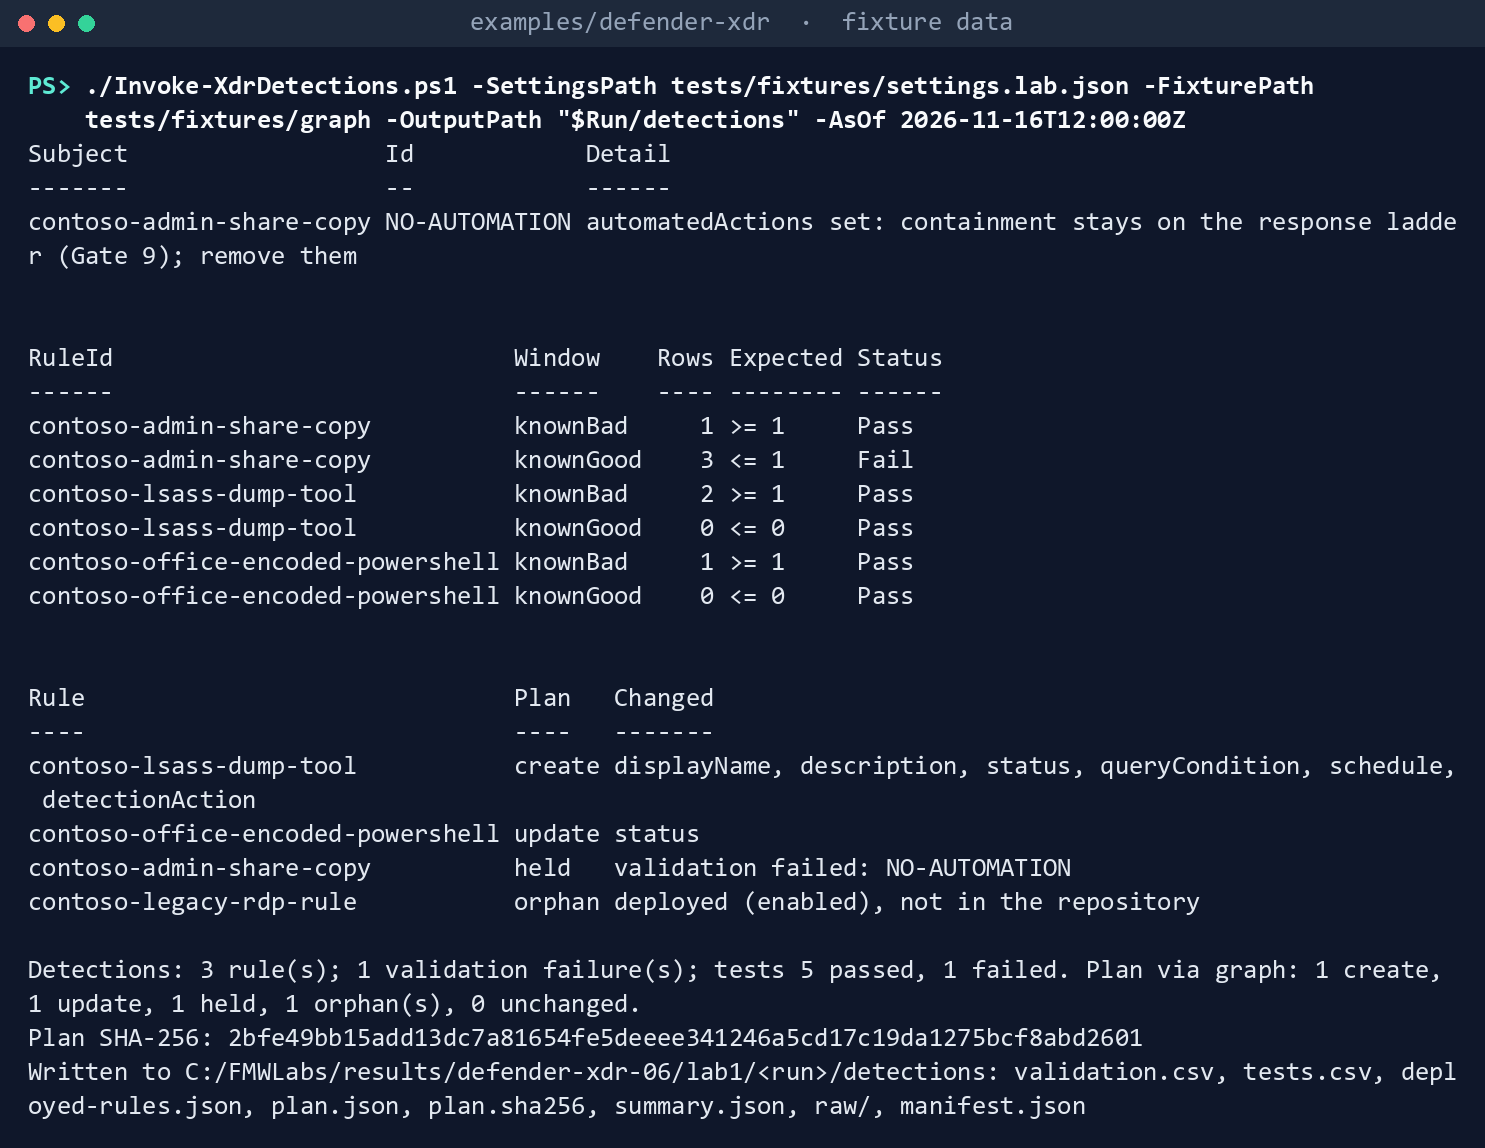 examples/defender-xdr  ·  fixture data
PS> ./Invoke-XdrDetections.ps1 -SettingsPath tests/fixtures/settings.lab.json -FixturePath
    tests/fixtures/graph -OutputPath "$Run/detections" -AsOf 2026-11-16T12:00:00Z
Subject                  Id            Detail
-------                  --            ------
contoso-admin-share-copy NO-AUTOMATION automatedActions set: containment stays on the response ladde
r (Gate 9); remove them
RuleId                            Window    Rows Expected Status
------                            ------    ---- -------- ------
contoso-admin-share-copy          knownBad     1 >= 1     Pass
contoso-admin-share-copy          knownGood    3 <= 1     Fail
contoso-lsass-dump-tool           knownBad     2 >= 1     Pass
contoso-lsass-dump-tool           knownGood    0 <= 0     Pass
contoso-office-encoded-powershell knownBad     1 >= 1     Pass
contoso-office-encoded-powershell knownGood    0 <= 0     Pass
Rule                              Plan   Changed
----                              ----   -------
contoso-lsass-dump-tool           create displayName, description, status, queryCondition, schedule,
 detectionAction
contoso-office-encoded-powershell update status
contoso-admin-share-copy          held   validation failed: NO-AUTOMATION
contoso-legacy-rdp-rule           orphan deployed (enabled), not in the repository
Detections: 3 rule(s); 1 validation failure(s); tests 5 passed, 1 failed. Plan via graph: 1 create,
1 update, 1 held, 1 orphan(s), 0 unchanged.
Plan SHA-256: 2bfe49bb15add13dc7a81654fe5deeee341246a5cd17c19da1275bcf8abd2601
Written to C:/FMWLabs/results/defender-xdr-06/lab1/<run>/detections: validation.csv, tests.csv, depl
oyed-rules.json, plan.json, plan.sha256, summary.json, raw/, manifest.json